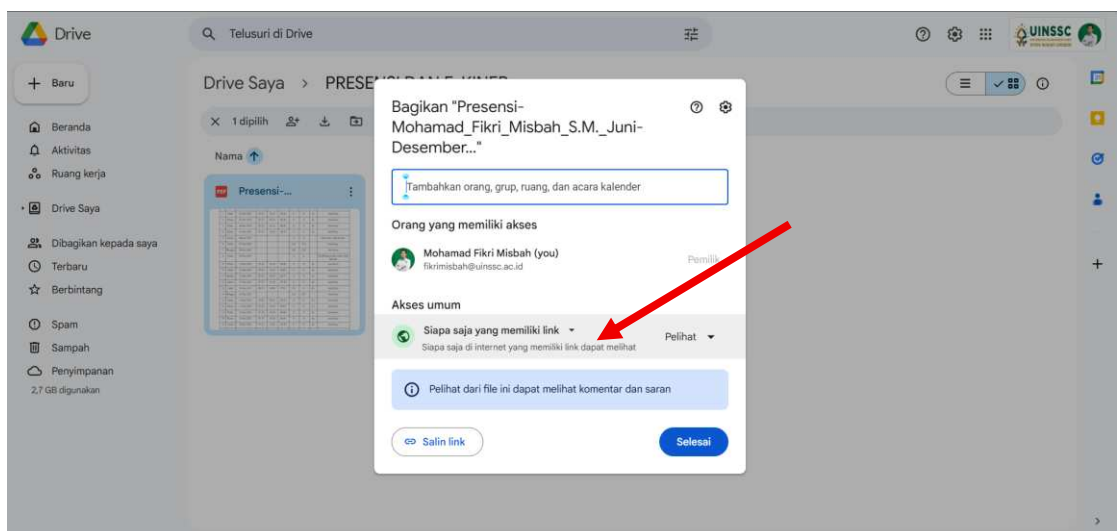 Drive
Telusuri di Drive
UINSSC
Baru
Drive Saya > PRESENSI DAN E-KINER
Beranda
Aktivitas
Ruang kerja
Drive Saya
Dibagikan kepada saya
Terbaru
Berbintang
Spam
Sampah
Penyimpanan
2,7 GB digunakan
1 dipilih
Nama
PDF
Presensi-...
Bagikan "Presensi-
Mohamad_Fikri_Misbah_S.M._Juni-
Desember..."
Tambahkan orang, grup, ruang, dan acara kalender
Orang yang memiliki akses
Mohamad Fikri Misbah (you)
fikrimisbah@uinssc.ac.id
Pemilik
Akses umum
Siapa saja yang memiliki link
Pelihat
Siapa saja di internet yang memiliki link dapat melihat
Pelihat dari file ini dapat melihat komentar dan saran
Salin link
Selesai